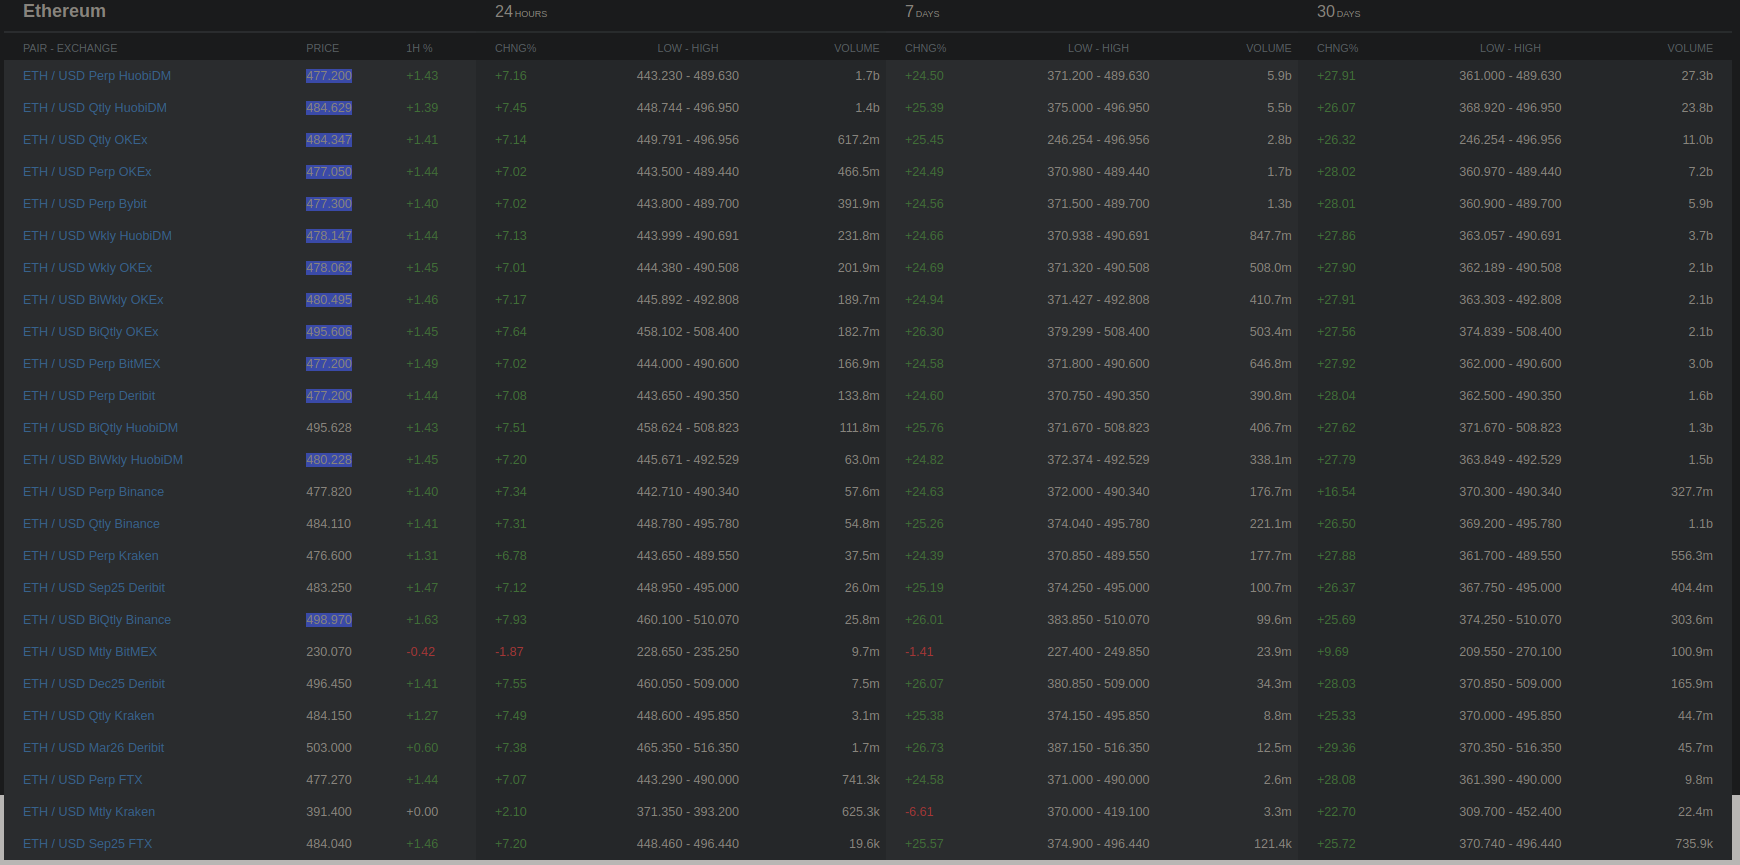 Ethereum 24 HOURS 7 DAYS 30 DAYS
PAIR - EXCHANGE PRICE 1H % CHNG% LOW - HIGH VOLUME CHNG% LOW - HIGH VOLUME CHNG% LOW - HIGH VOLUME
ETH / USD Perp HuobiDM 477.200 +1.43 +7.16 443.230 - 489.630 1.7b +24.50 371.200 - 489.630 5.9b +27.91 361.000 - 489.630 27.3b
ETH / USD Qtly HuobiDM 484.629 +1.39 +7.45 448.744 - 496.950 1.4b +25.39 375.000 - 496.950 5.5b +26.07 368.920 - 496.950 23.8b
ETH / USD Qtly OKEx 484.347 +1.41 +7.14 449.791 - 496.956 617.2m +25.45 246.254 - 496.956 2.8b +26.32 246.254 - 496.956 11.0b
ETH / USD Perp OKEx 477.050 +1.44 +7.02 443.500 - 489.440 466.5m +24.49 370.980 - 489.440 1.7b +28.02 360.970 - 489.440 7.2b
ETH / USD Perp Bybit 477.300 +1.40 +7.02 443.800 - 489.700 391.9m +24.56 371.500 - 489.700 1.3b +28.01 360.900 - 489.700 5.9b
ETH / USD Wkly HuobiDM 478.147 +1.44 +7.13 443.999 - 490.691 231.8m +24.66 370.938 - 490.691 847.7m +27.86 363.057 - 490.691 3.7b
ETH / USD Wkly OKEx 478.062 +1.45 +7.01 444.380 - 490.508 201.9m +24.69 371.320 - 490.508 508.0m +27.90 362.189 - 490.508 2.1b
ETH / USD BiWkly OKEx 480.495 +1.46 +7.17 445.892 - 492.808 189.7m +24.94 371.427 - 492.808 410.7m +27.91 363.303 - 492.808 2.1b
ETH / USD BiQtly OKEx 495.606 +1.45 +7.64 458.102 - 508.400 182.7m +26.30 379.299 - 508.400 503.4m +27.56 374.839 - 508.400 2.1b
ETH / USD Perp BitMEX 477.200 +1.49 +7.02 444.000 - 490.600 166.9m +24.58 371.800 - 490.600 646.8m +27.92 362.000 - 490.600 3.0b
ETH / USD Perp Deribit 477.200 +1.44 +7.08 443.650 - 490.350 133.8m +24.60 370.750 - 490.350 390.8m +28.04 362.500 - 490.350 1.6b
ETH / USD BiQtly HuobiDM 495.628 +1.43 +7.51 458.624 - 508.823 111.8m +25.76 371.670 - 508.823 406.7m +27.62 371.670 - 508.823 1.3b
ETH / USD BiWkly HuobiDM 480.228 +1.45 +7.20 445.671 - 492.529 63.0m +24.82 372.374 - 492.529 338.1m +27.79 363.849 - 492.529 1.5b
ETH / USD Perp Binance 477.820 +1.40 +7.34 442.710 - 490.340 57.6m +24.63 372.000 - 490.340 176.7m +16.54 370.300 - 490.340 327.7m
ETH / USD Qtly Binance 484.110 +1.41 +7.31 448.780 - 495.780 54.8m +25.26 374.040 - 495.780 221.1m +26.50 369.200 - 495.780 1.1b
ETH / USD Perp Kraken 476.600 +1.31 +6.78 443.650 - 489.550 37.5m +24.39 370.850 - 489.550 177.7m +27.88 361.700 - 489.550 556.3m
ETH / USD Sep25 Deribit 483.250 +1.47 +7.12 448.950 - 495.000 26.0m +25.19 374.250 - 495.000 100.7m +26.37 367.750 - 495.000 404.4m
ETH / USD BiQtly Binance 498.970 +1.63 +7.93 460.100 - 510.070 25.8m +26.01 383.850 - 510.070 99.6m +25.69 374.250 - 510.070 303.6m
ETH / USD Mtly BitMEX 230.070 -0.42 -1.87 228.650 - 235.250 9.7m -1.41 227.400 - 249.850 23.9m +9.69 209.550 - 270.100 100.9m
ETH / USD Dec25 Deribit 496.450 +1.41 +7.55 460.050 - 509.000 7.5m +26.07 380.850 - 509.000 34.3m +28.03 370.850 - 509.000 165.9m
ETH / USD Qtly Kraken 484.150 +1.27 +7.49 448.600 - 495.850 3.1m +25.38 374.150 - 495.850 8.8m +25.33 370.000 - 495.850 44.7m
ETH / USD Mar26 Deribit 503.000 +0.60 +7.38 465.350 - 516.350 1.7m +26.73 387.150 - 516.350 12.5m +29.36 370.350 - 516.350 45.7m
ETH / USD Perp FTX 477.270 +1.44 +7.07 443.290 - 490.000 741.3k +24.58 371.000 - 490.000 2.6m +28.08 361.390 - 490.000 9.8m
ETH / USD Mtly Kraken 391.400 +0.00 +2.10 371.350 - 393.200 625.3k -6.61 370.000 - 419.100 3.3m +22.70 309.700 - 452.400 22.4m
ETH / USD Sep25 FTX 484.040 +1.46 +7.20 448.460 - 496.440 19.6k +25.57 374.900 - 496.440 121.4k +25.72 370.740 - 496.440 735.9k